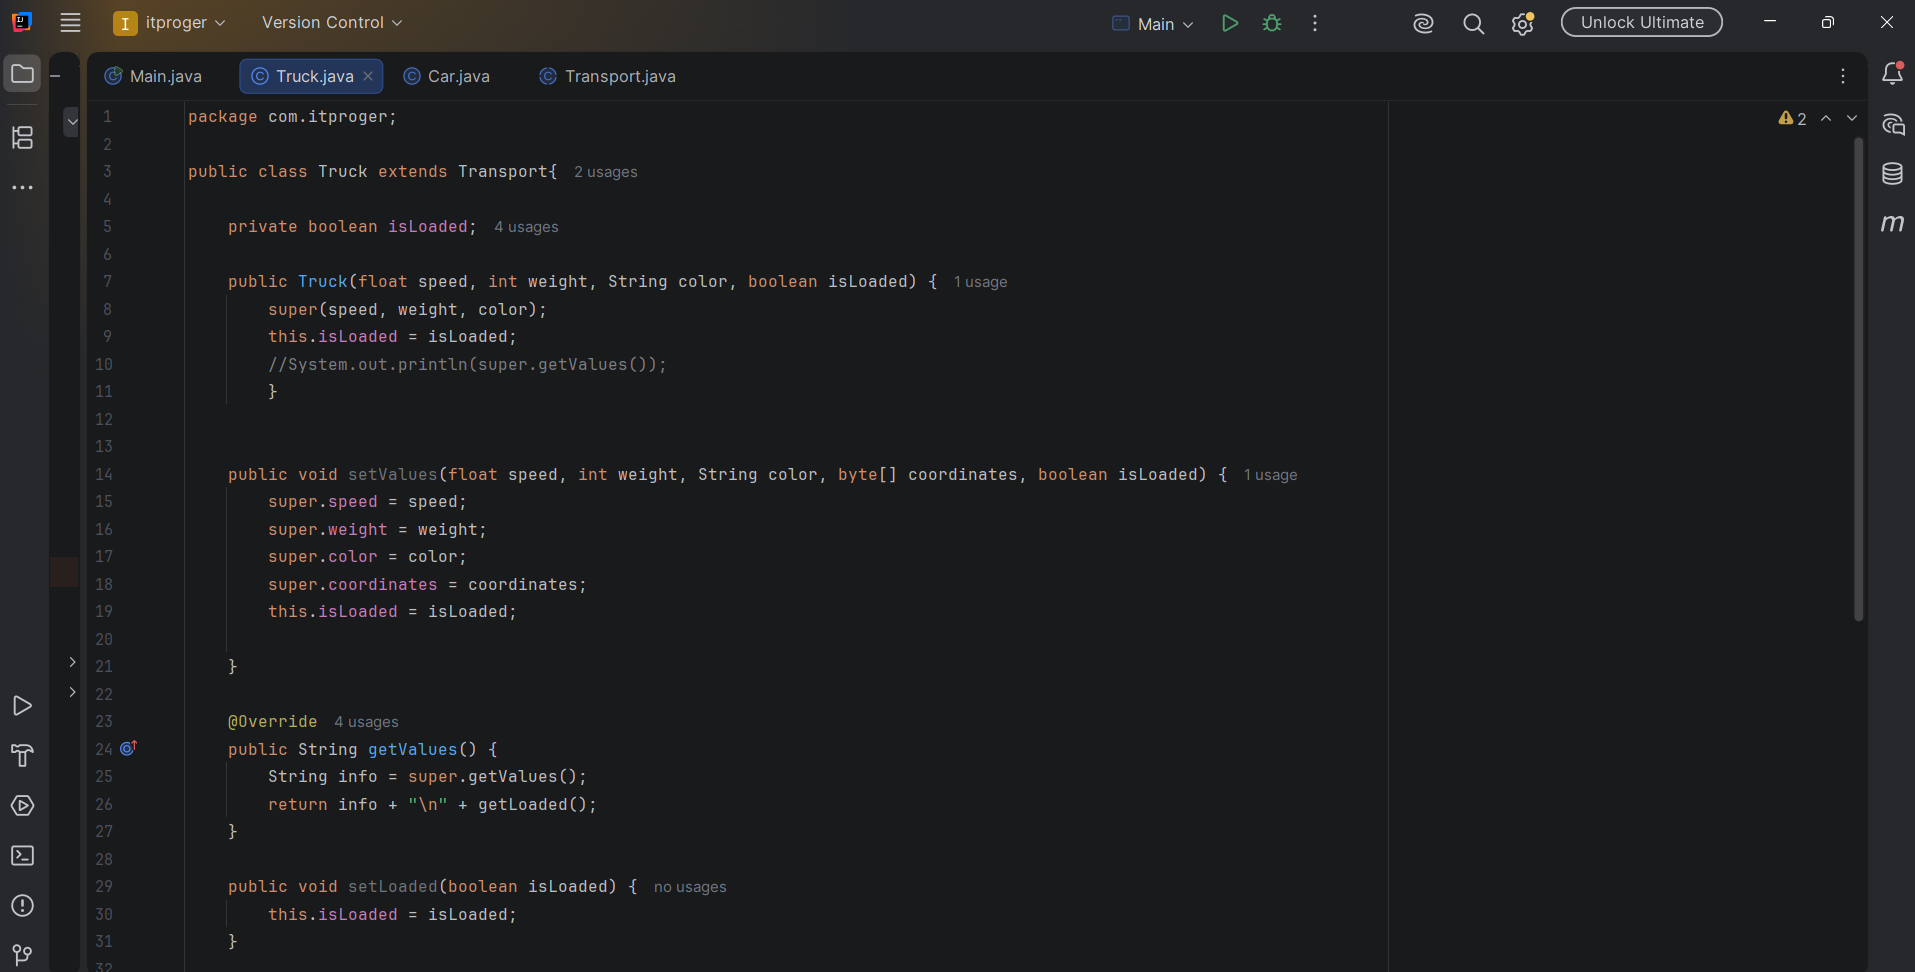 itproger Version Control Main Unlock Ultimate
Main.java Truck.java Car.java Transport.java
1 package com.itproger; 2
2
3 public class Truck extends Transport{ 2 usages
4
5 private boolean isLoaded; 4 usages
6
7 public Truck(float speed, int weight, String color, boolean isLoaded) { 1 usage
8 super(speed, weight, color);
9 this.isLoaded = isLoaded;
10 //System.out.println(super.getValues());
11 }
12
13
14 public void setValues(float speed, int weight, String color, byte[] coordinates, boolean isLoaded) { 1 usage
15 super.speed = speed;
16 super.weight = weight;
17 super.color = color;
18 super.coordinates = coordinates;
19 this.isLoaded = isLoaded;
20
21 }
22
23 @Override 4 usages
24 public String getValues() {
25 String info = super.getValues();
26 return info + "\n" + getLoaded();
27 }
28
29 public void setLoaded(boolean isLoaded) { no usages
30 this.isLoaded = isLoaded;
31 }
32